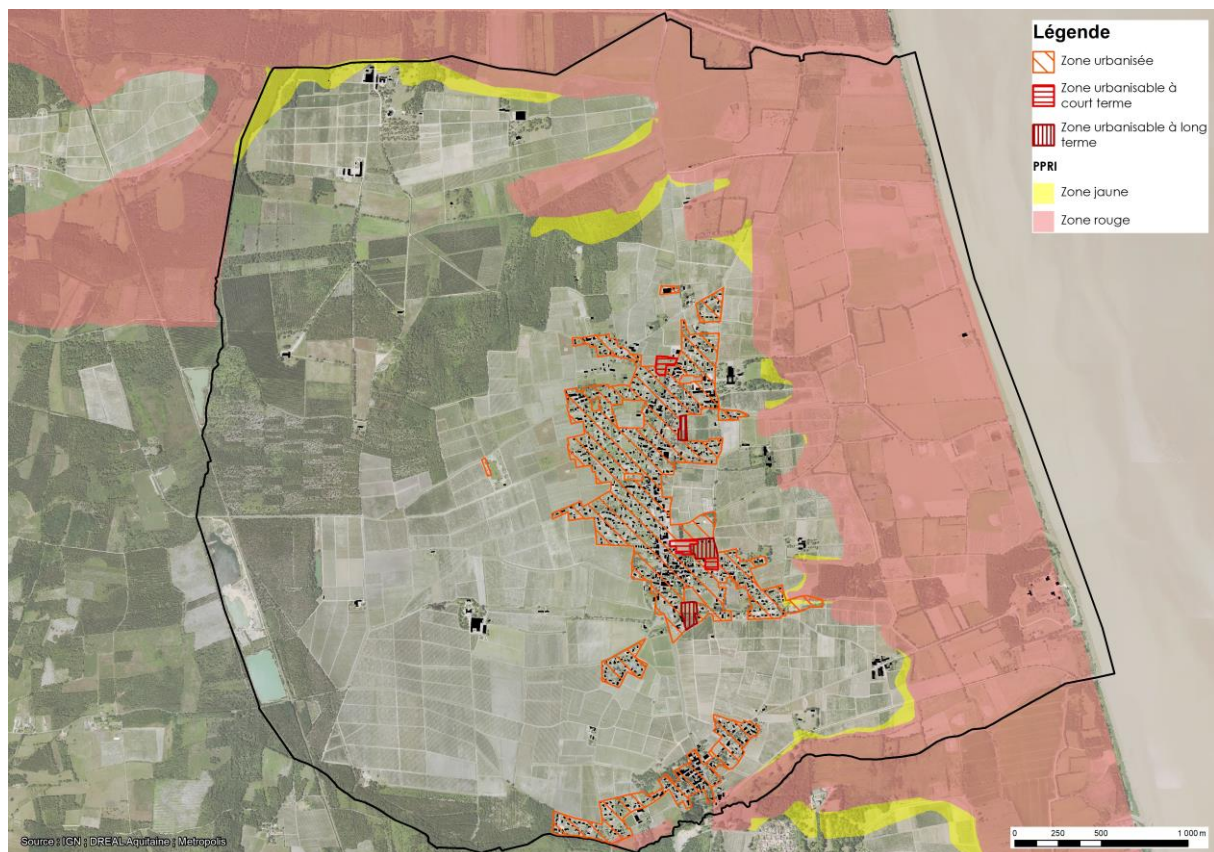 Légende
Zone urbanisée
Zone urbanisable à
court terme
Zone urbanisable à long
terme
PPRI
Zone jaune
Zone rouge
Source : IGN ; DREAL Aquitaine ; Metropolis
0 250 500 1 000 m